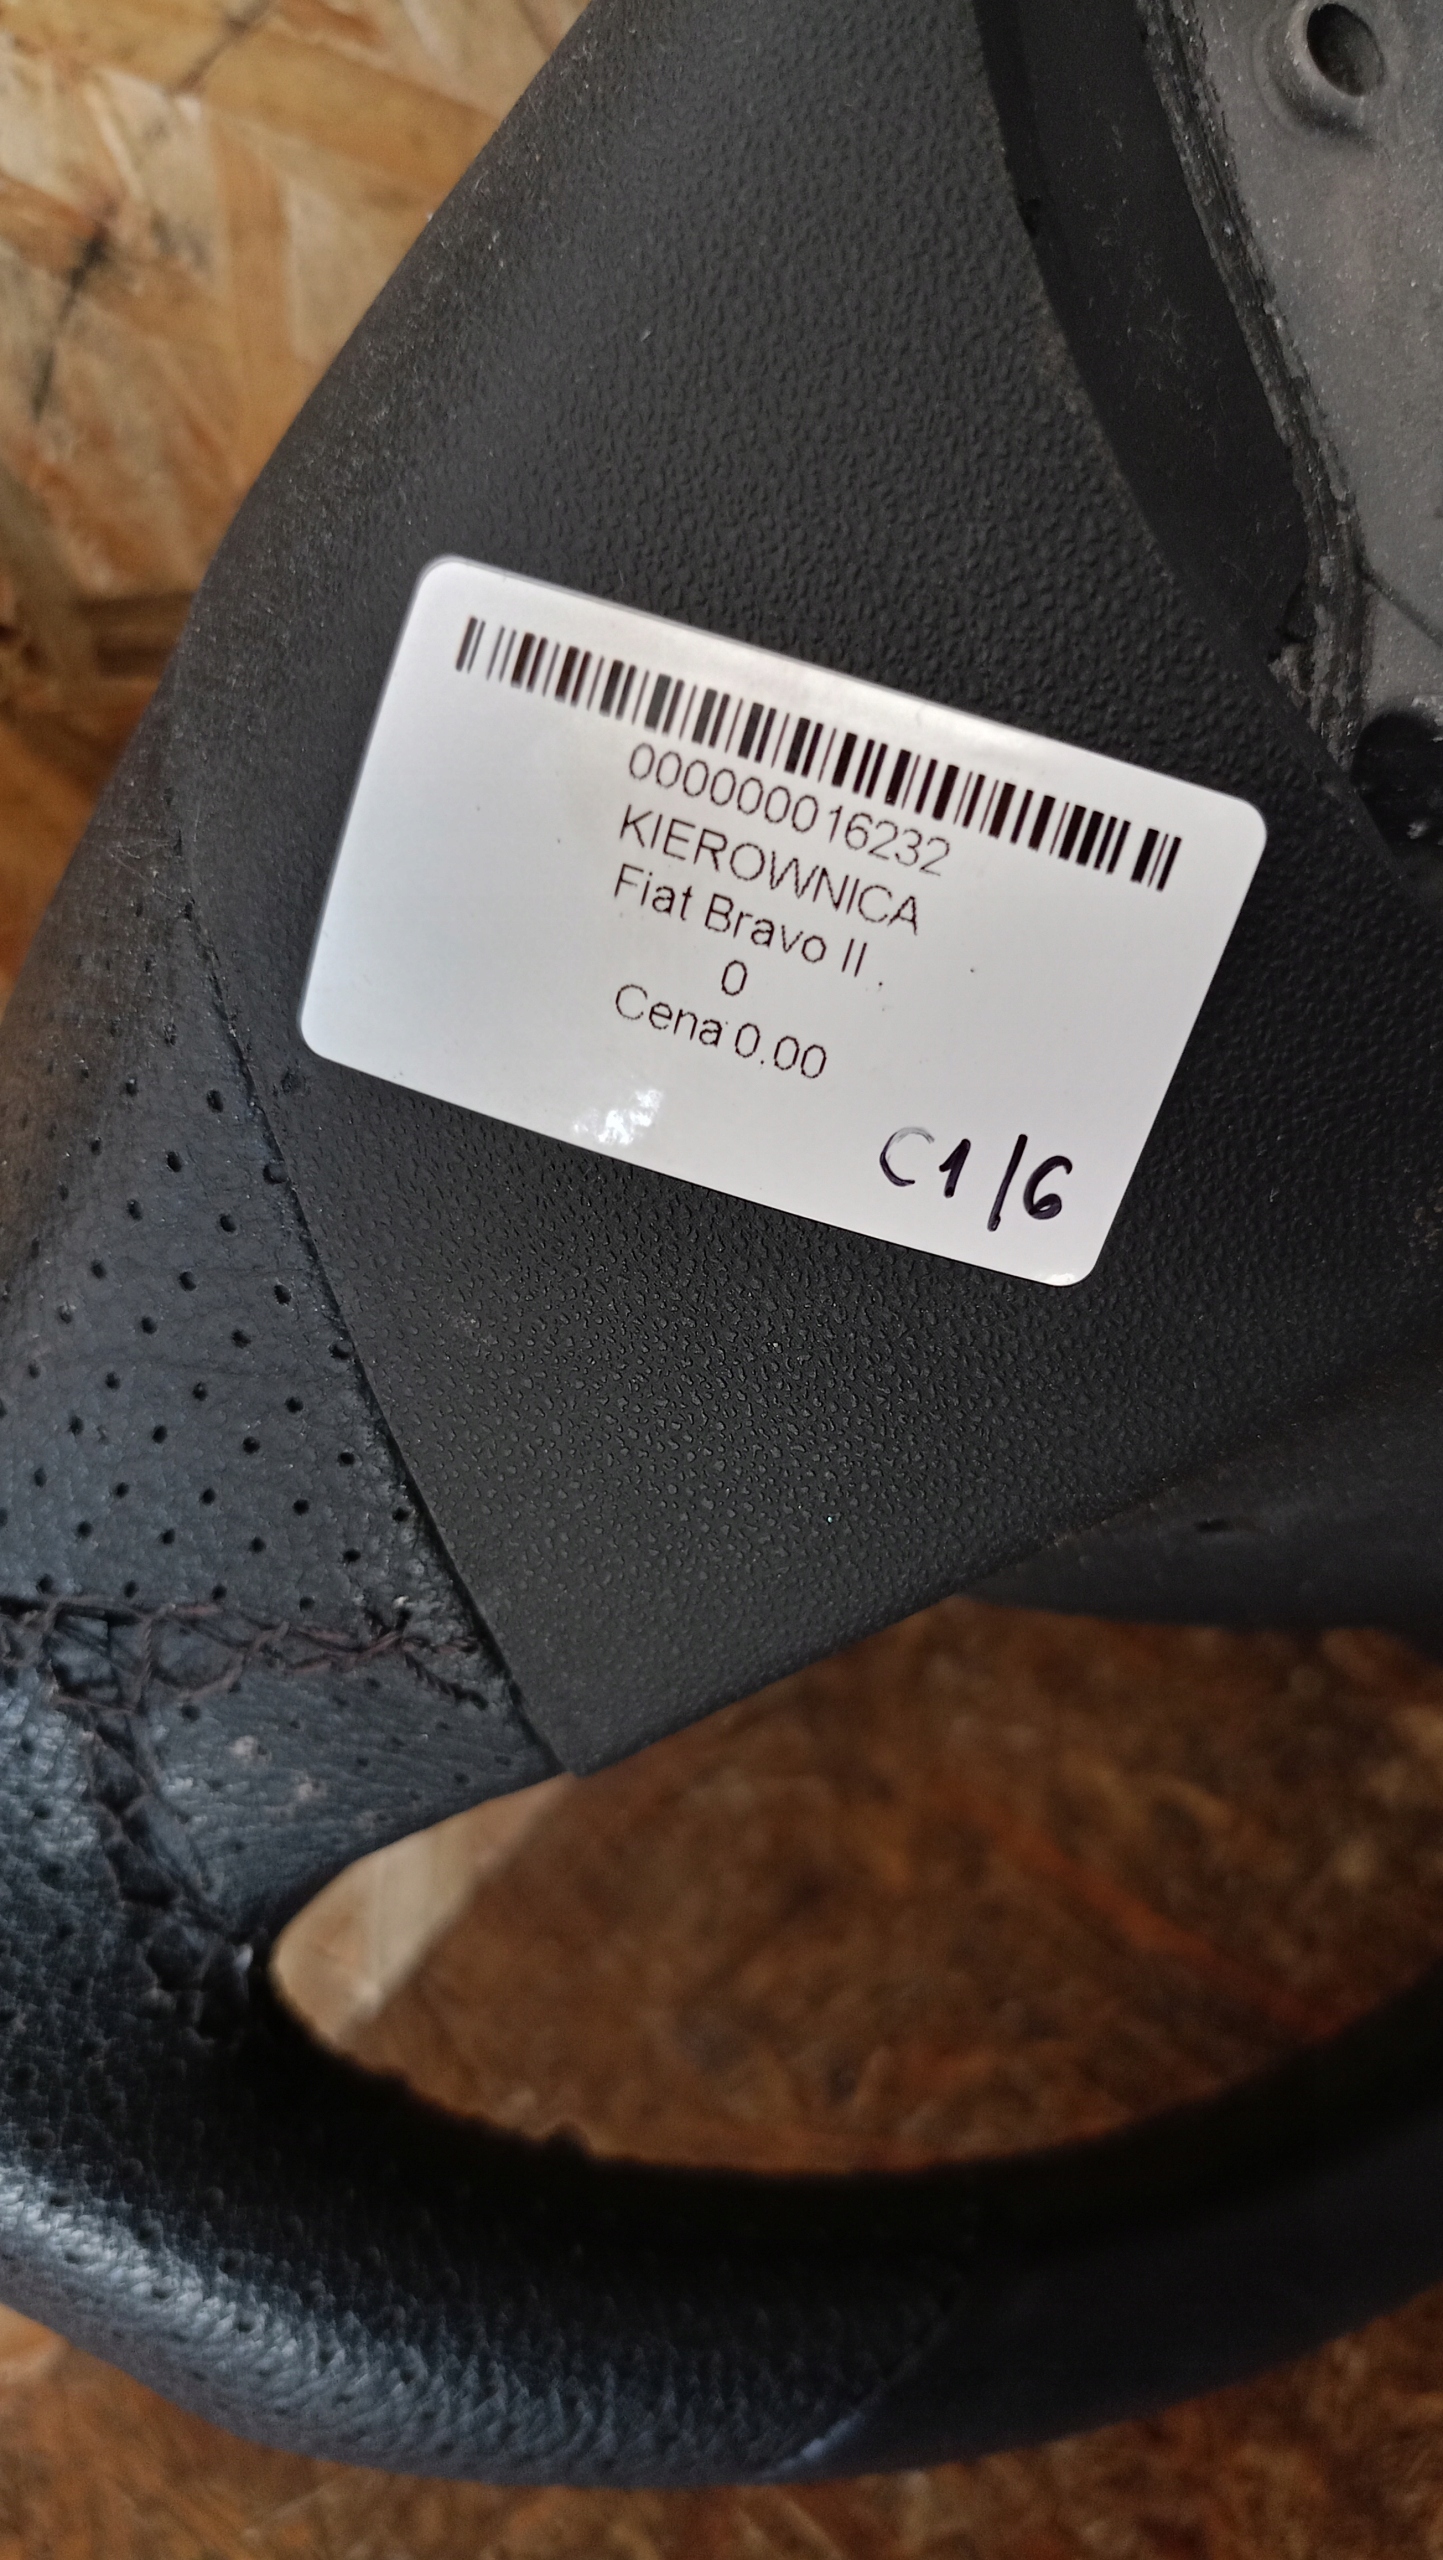 000000016232
KIEROWNICA
Fiat Bravo II
0
Cena 0.00
C1/6